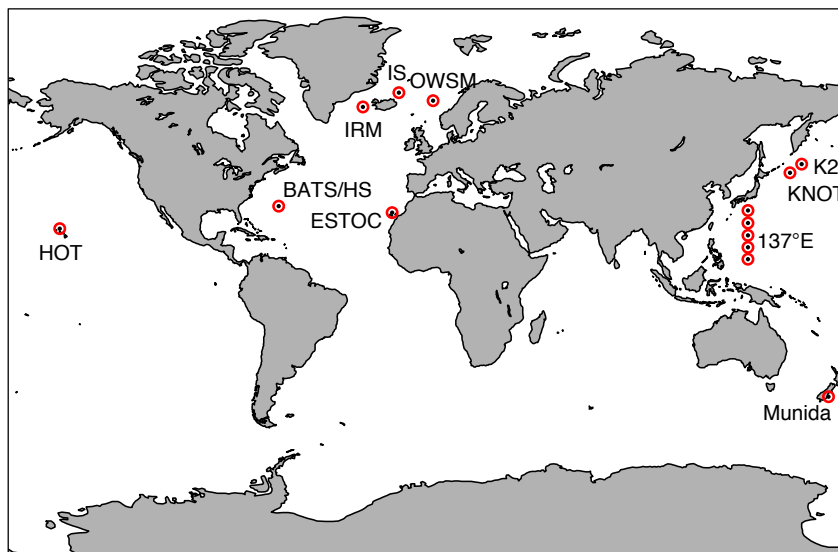 IS
OWSM
IRM
K2
KNOT
BATS/HS
ESTOC
HOT
137°E
Munida